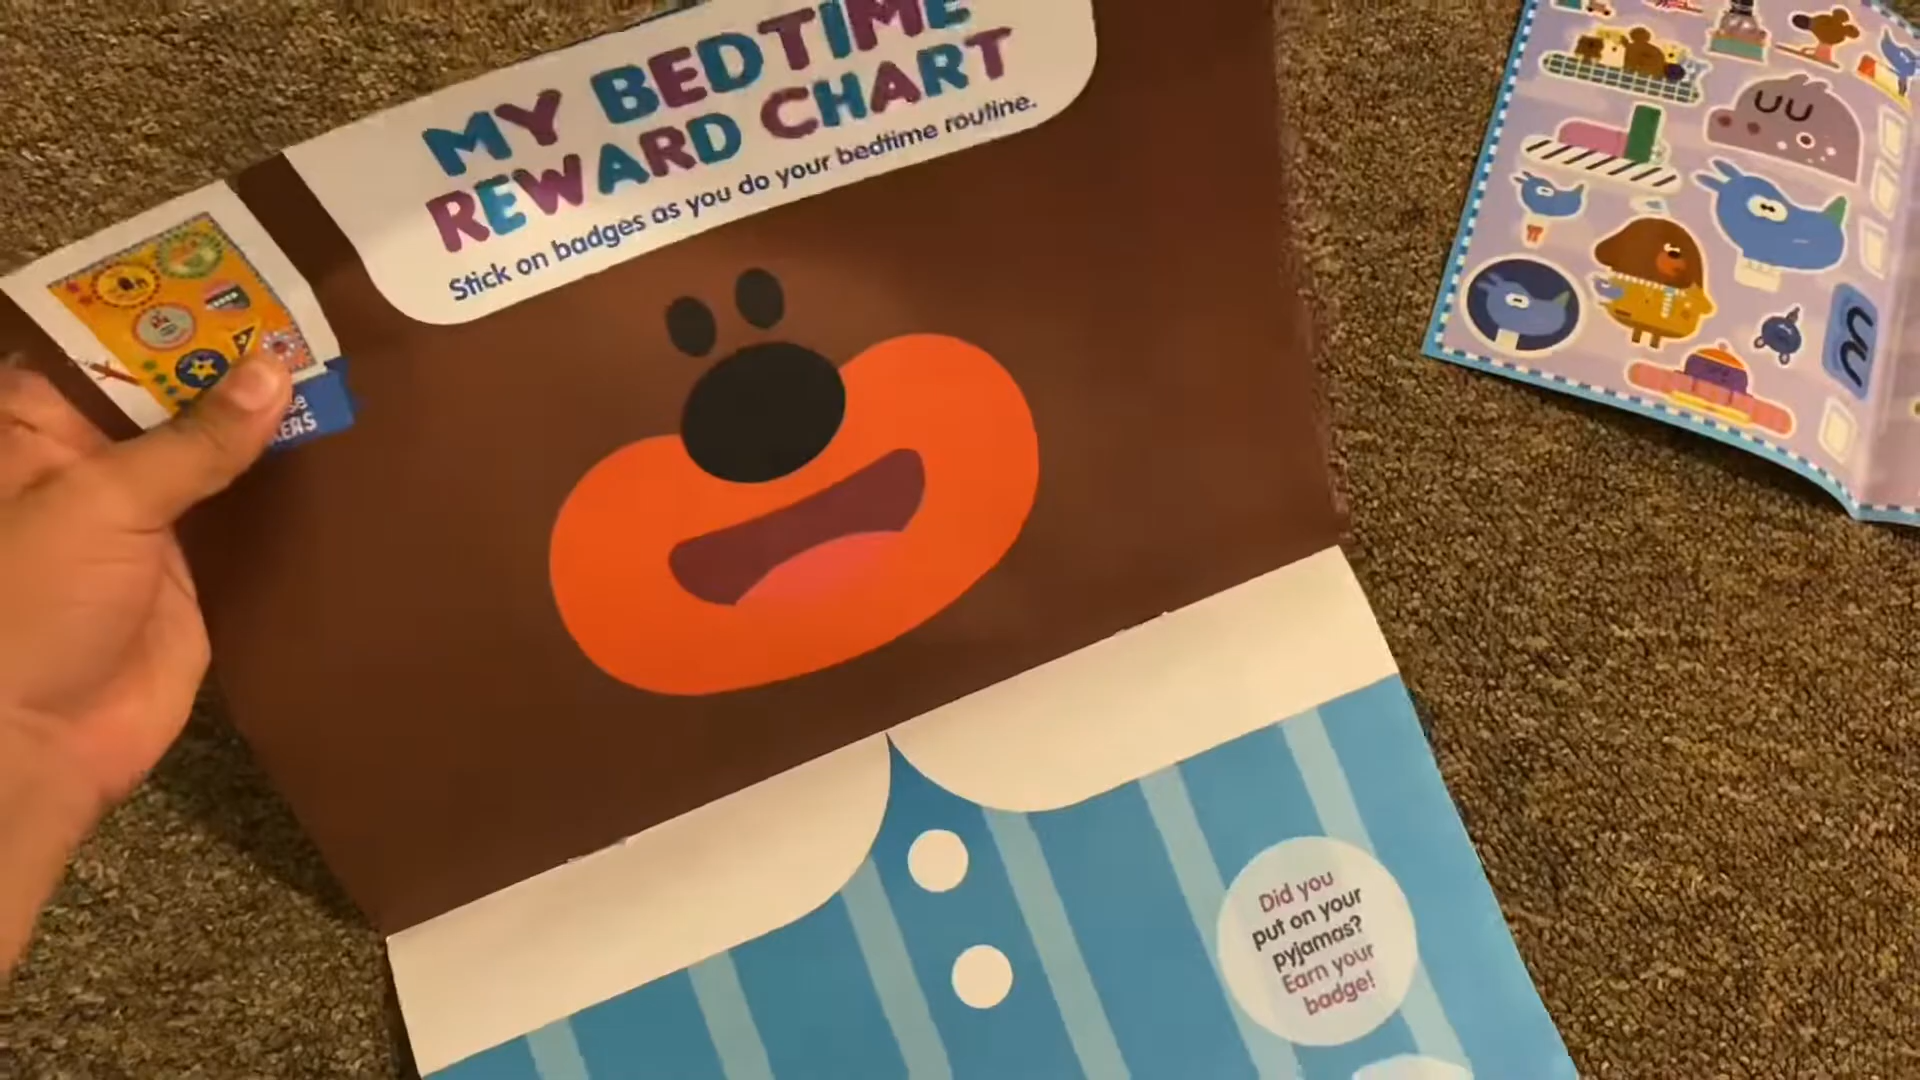 MY BEDTIME
REWARD CHART
Stick on badges as you do your bedtime routine.
Did you
put on your
pyjamas?
Earn your
badge!